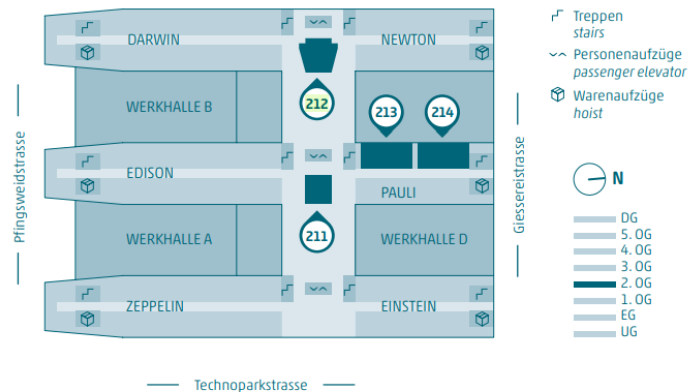 DARWIN
NEWTON
WERKHALLE B
212
213
214
EDISON
PAULI
WERKHALLE A
211
WERKHALLE D
ZEPPELIN
EINSTEIN
Pfingsweidstrasse
Giessereistrasse
Technoparkstrasse
Treppen
stairs
Personenaufzüge
passenger elevator
Warenaufzüge
hoist
N
DG
5. OG
4. OG
3. OG
2. OG
1. OG
EG
UG